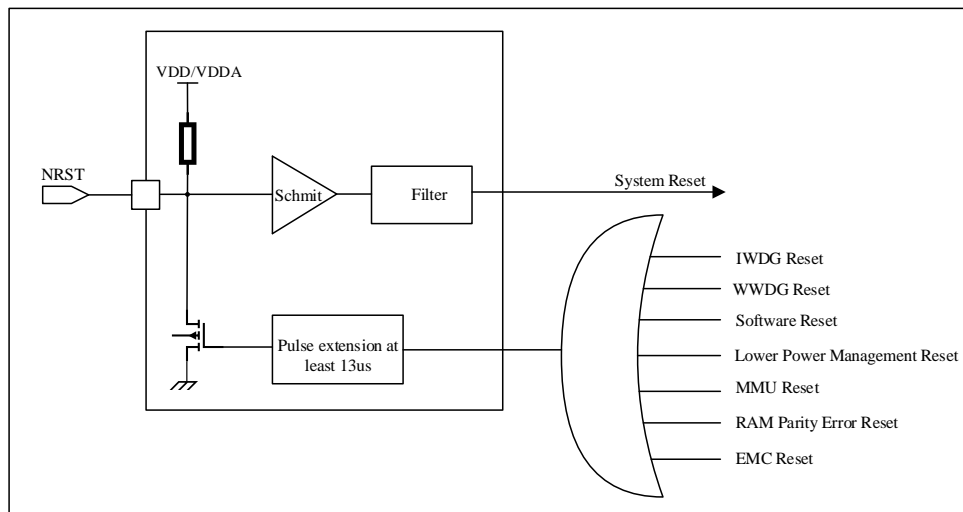 VDD/VDDA
NRST
Schmit
Filter
System Reset
IWDG Reset
WWDG Reset
Software Reset
Pulse extension at
least 13us
Lower Power Management Reset
MMU Reset
RAM Parity Error Reset
EMC Reset